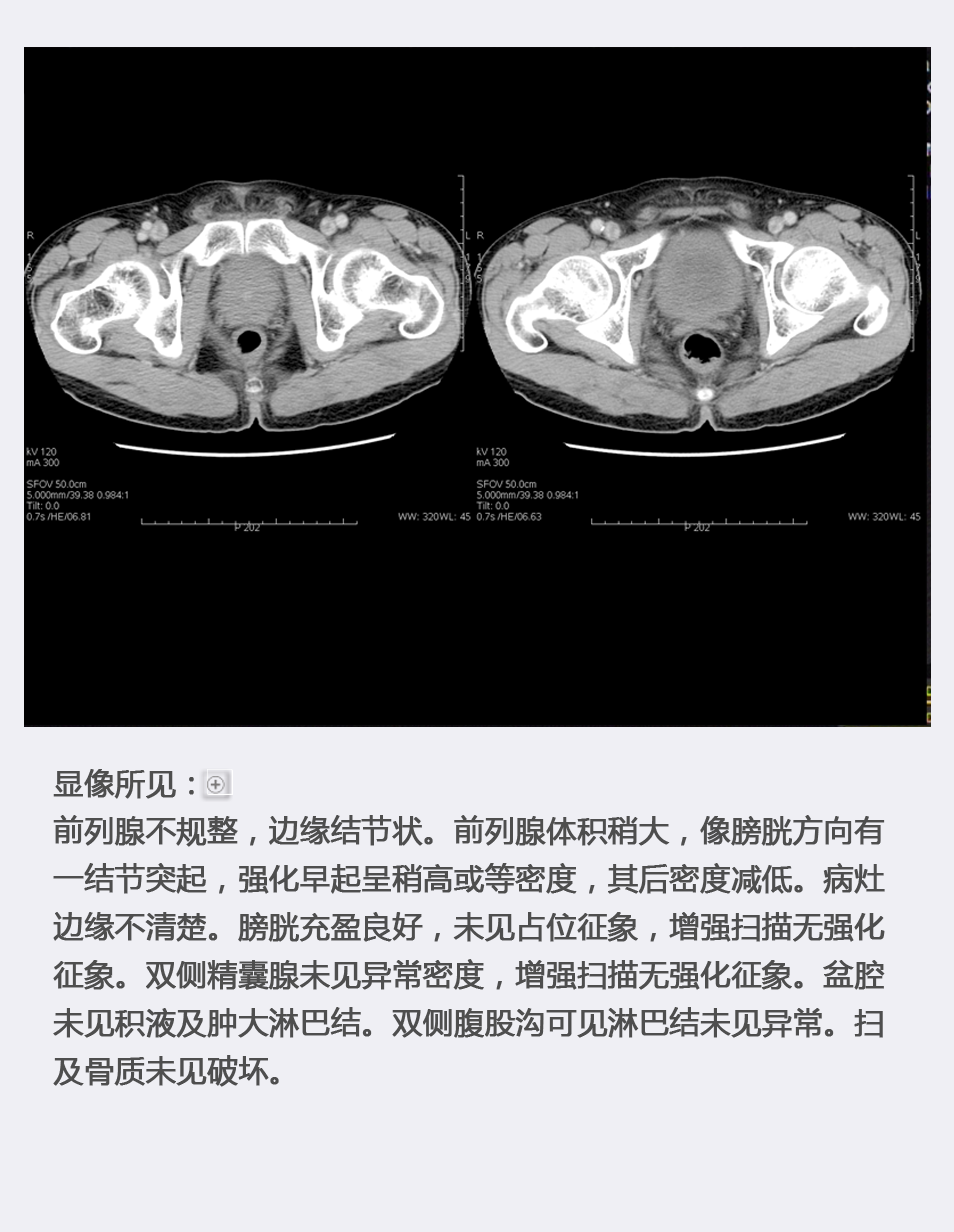 R
L
R
L
kV 120
mA 300
SFOV 50.0cm
5.000mm/39.38 0.984:1
Tilt: 0.0
0.7s /HE/06.81
P 202
WW: 320WL: 45
kV 120
mA 300
SFOV 50.0cm
5.000mm/39.38 0.984:1
Tilt: 0.0
0.7s /HE/06.63
P 202
WW: 320WL: 45
显像所见：
前列腺不规整，边缘结节状。前列腺体积稍大，像膀胱方向有
一结节突起，强化早起呈稍高或等密度，其后密度减低。病灶
边缘不清楚。膀胱充盈良好，未见占位征象，增强扫描无强化
征象。双侧精囊腺未见异常密度，增强扫描无强化征象。盆腔
未见积液及肿大淋巴结。双侧腹股沟可见淋巴结未见异常。扫
及骨质未见破坏。